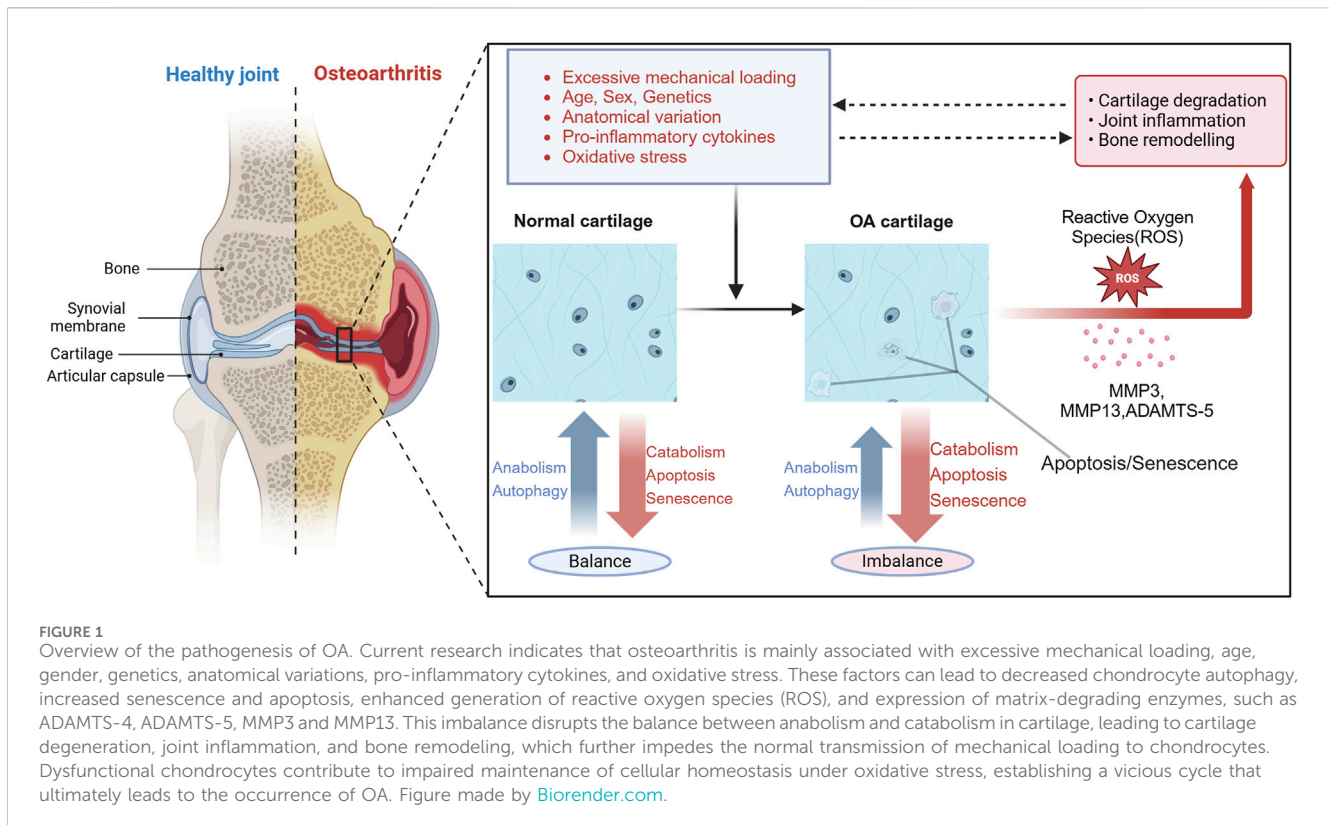 Healthy joint
Osteoarthritis
Bone
Synovial
membrane
Cartilage
Articular capsule
• Excessive mechanical loading
• Age, Sex, Genetics
• Anatomical variation
• Pro-inflammatory cytokines
• Oxidative stress
• Cartilage degradation
• Joint inflammation
• Bone remodelling
Normal cartilage
OA cartilage
Reactive Oxygen
Species(ROS)
ROS
MMP3,
MMP13,ADAMTS-5
Apoptosis/Senescence
Anabolism
Autophagy
Catabolism
Apoptosis
Senescence
Anabolism
Autophagy
Catabolism
Apoptosis
Senescence
Balance
Imbalance
FIGURE 1
Overview of the pathogenesis of OA. Current research indicates that osteoarthritis is mainly associated with excessive mechanical loading, age,
gender, genetics, anatomical variations, pro-inflammatory cytokines, and oxidative stress. These factors can lead to decreased chondrocyte autophagy,
increased senescence and apoptosis, enhanced generation of reactive oxygen species (ROS), and expression of matrix-degrading enzymes, such as
ADAMTS-4, ADAMTS-5, MMP3 and MMP13. This imbalance disrupts the balance between anabolism and catabolism in cartilage, leading to cartilage
degeneration, joint inflammation, and bone remodeling, which further impedes the normal transmission of mechanical loading to chondrocytes.
Dysfunctional chondrocytes contribute to impaired maintenance of cellular homeostasis under oxidative stress, establishing a vicious cycle that
ultimately leads to the occurrence of OA. Figure made by Biorender.com.